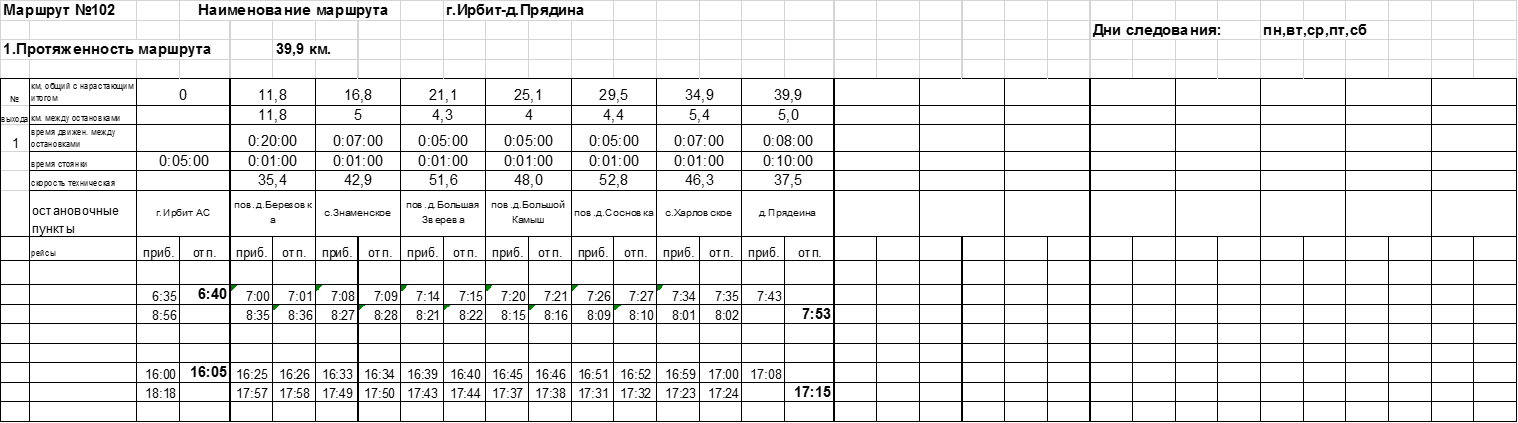 Маршрут №102 Наименование маршрута г.Ирбит-д.Прядина
Дни следования: пн,вт,ср,пт,сб
1.Протяженность маршрута 39,9 км.
№ км, общий с нарастающим итогом 0 11,8 16,8 21,1 25,1 29,5 34,9 39,9
выхода км. между остановками 11,8 5 4,3 4 4,4 5,4 5,0
1 время движен. между остановками 0:20:00 0:07:00 0:05:00 0:05:00 0:05:00 0:07:00 0:08:00
время стоянки 0:05:00 0:01:00 0:01:00 0:01:00 0:01:00 0:01:00 0:01:00 0:10:00
скорость техническая 35,4 42,9 51,6 48,0 52,8 46,3 37,5
остановочные пункты г.Ирбит АС пов.д.Березовка с.Знаменское пов.д.Большая Зверева пов.д.Большой Камыш пов.д.Сосновка с.Харловское д.Прядеина
рейсы приб. отп. приб. отп. приб. отп. приб. отп. приб. отп. приб. отп. приб. отп. приб. отп.
6:35 6:40 7:00 7:01 7:08 7:09 7:14 7:15 7:20 7:21 7:26 7:27 7:34 7:35 7:43
8:56 8:35 8:36 8:27 8:28 8:21 8:22 8:15 8:16 8:09 8:10 8:01 8:02 7:53
16:00 16:05 16:25 16:26 16:33 16:34 16:39 16:40 16:45 16:46 16:51 16:52 16:59 17:00 17:08
18:18 17:57 17:58 17:49 17:50 17:43 17:44 17:37 17:38 17:31 17:32 17:23 17:24 17:15